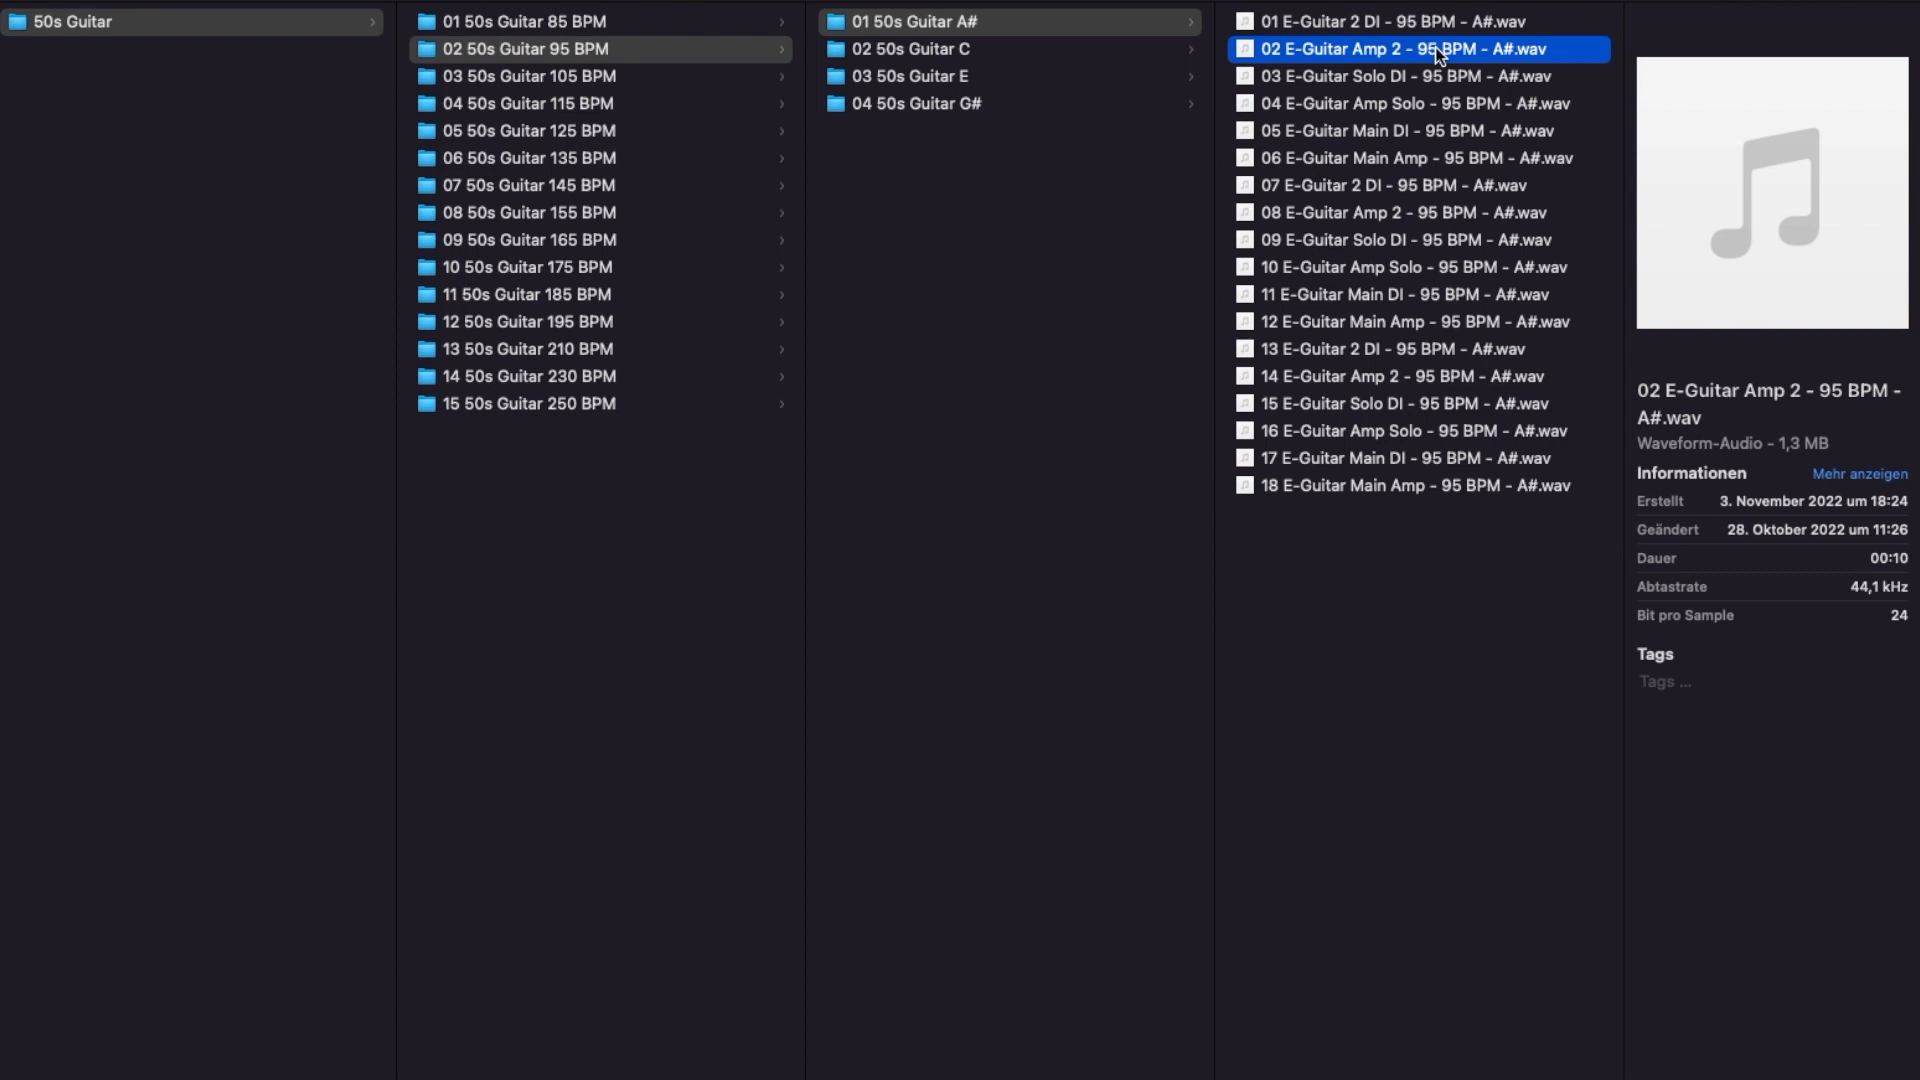 50s Guitar
01 50s Guitar 85 BPM
02 50s Guitar 95 BPM
03 50s Guitar 105 BPM
04 50s Guitar 115 BPM
05 50s Guitar 125 BPM
06 50s Guitar 135 BPM
07 50s Guitar 145 BPM
08 50s Guitar 155 BPM
09 50s Guitar 165 BPM
10 50s Guitar 175 BPM
11 50s Guitar 185 BPM
12 50s Guitar 195 BPM
13 50s Guitar 210 BPM
14 50s Guitar 230 BPM
15 50s Guitar 250 BPM
01 50s Guitar A#
02 50s Guitar C
03 50s Guitar E
04 50s Guitar G#
01 E-Guitar 2 DI - 95 BPM - A#.wav
02 E-Guitar Amp 2 - 95 BPM - A#.wav
03 E-Guitar Solo DI - 95 BPM - A#.wav
04 E-Guitar Amp Solo - 95 BPM - A#.wav
05 E-Guitar Main DI - 95 BPM - A#.wav
06 E-Guitar Main Amp - 95 BPM - A#.wav
07 E-Guitar 2 DI - 95 BPM - A#.wav
08 E-Guitar Amp 2 - 95 BPM - A#.wav
09 E-Guitar Solo DI - 95 BPM - A#.wav
10 E-Guitar Amp Solo - 95 BPM - A#.wav
11 E-Guitar Main DI - 95 BPM - A#.wav
12 E-Guitar Main Amp - 95 BPM - A#.wav
13 E-Guitar 2 DI - 95 BPM - A#.wav
14 E-Guitar Amp 2 - 95 BPM - A#.wav
15 E-Guitar Solo DI - 95 BPM - A#.wav
16 E-Guitar Amp Solo - 95 BPM - A#.wav
17 E-Guitar Main DI - 95 BPM - A#.wav
18 E-Guitar Main Amp - 95 BPM - A#.wav
02 E-Guitar Amp 2 - 95 BPM -
A#.wav
Waveform-Audio - 1,3 MB
Informationen Mehr anzeigen
Erstellt 3. November 2022 um 18:24
Geändert 28. Oktober 2022 um 11:26
Dauer 00:10
Abtastrate 44,1 kHz
Bit pro Sample 24
Tags
Tags ...